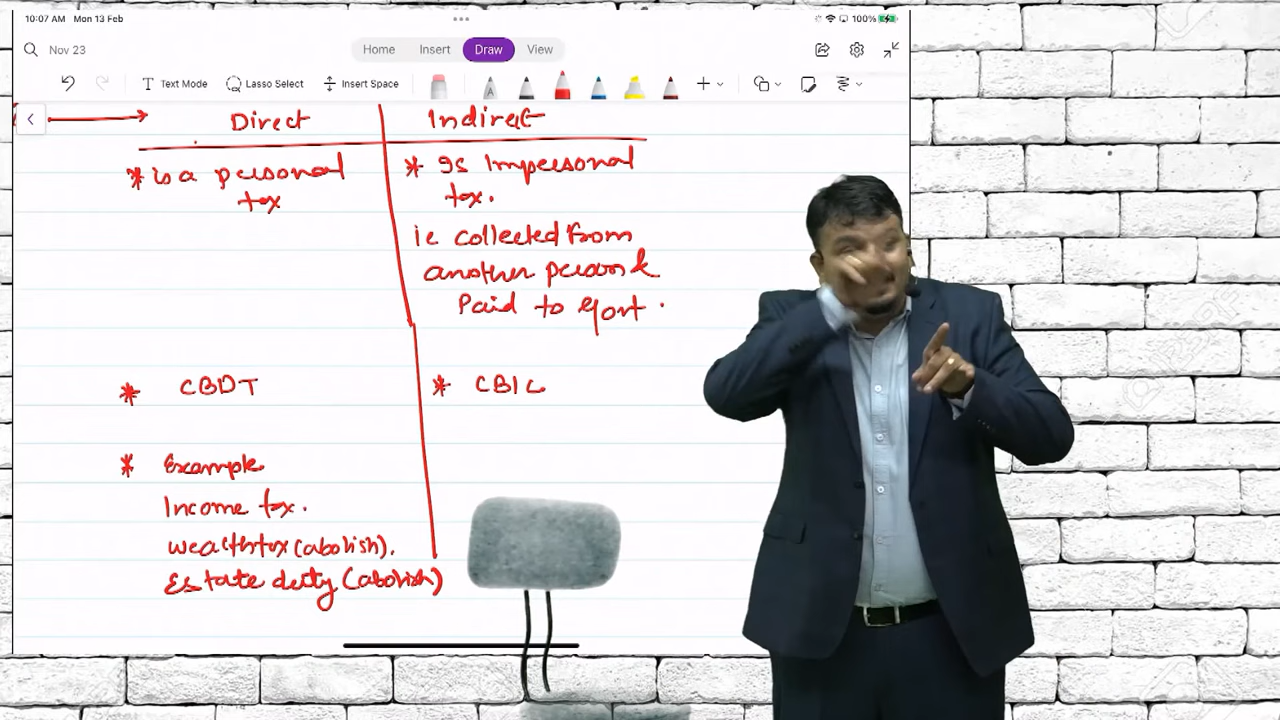 10:07 AM Mon 13 Feb
100%
Nov 23
Home Insert Draw View
Text Mode Lasso Select Insert Space
Direct Indirect
* is a personal
tax
* Is Impersonal
tax.
ie collected from
another person &
Paid to Govt.
* CBDT * CBIC
* Example
Income tax.
wealthtax (abolish).
Estate duty (abolish)